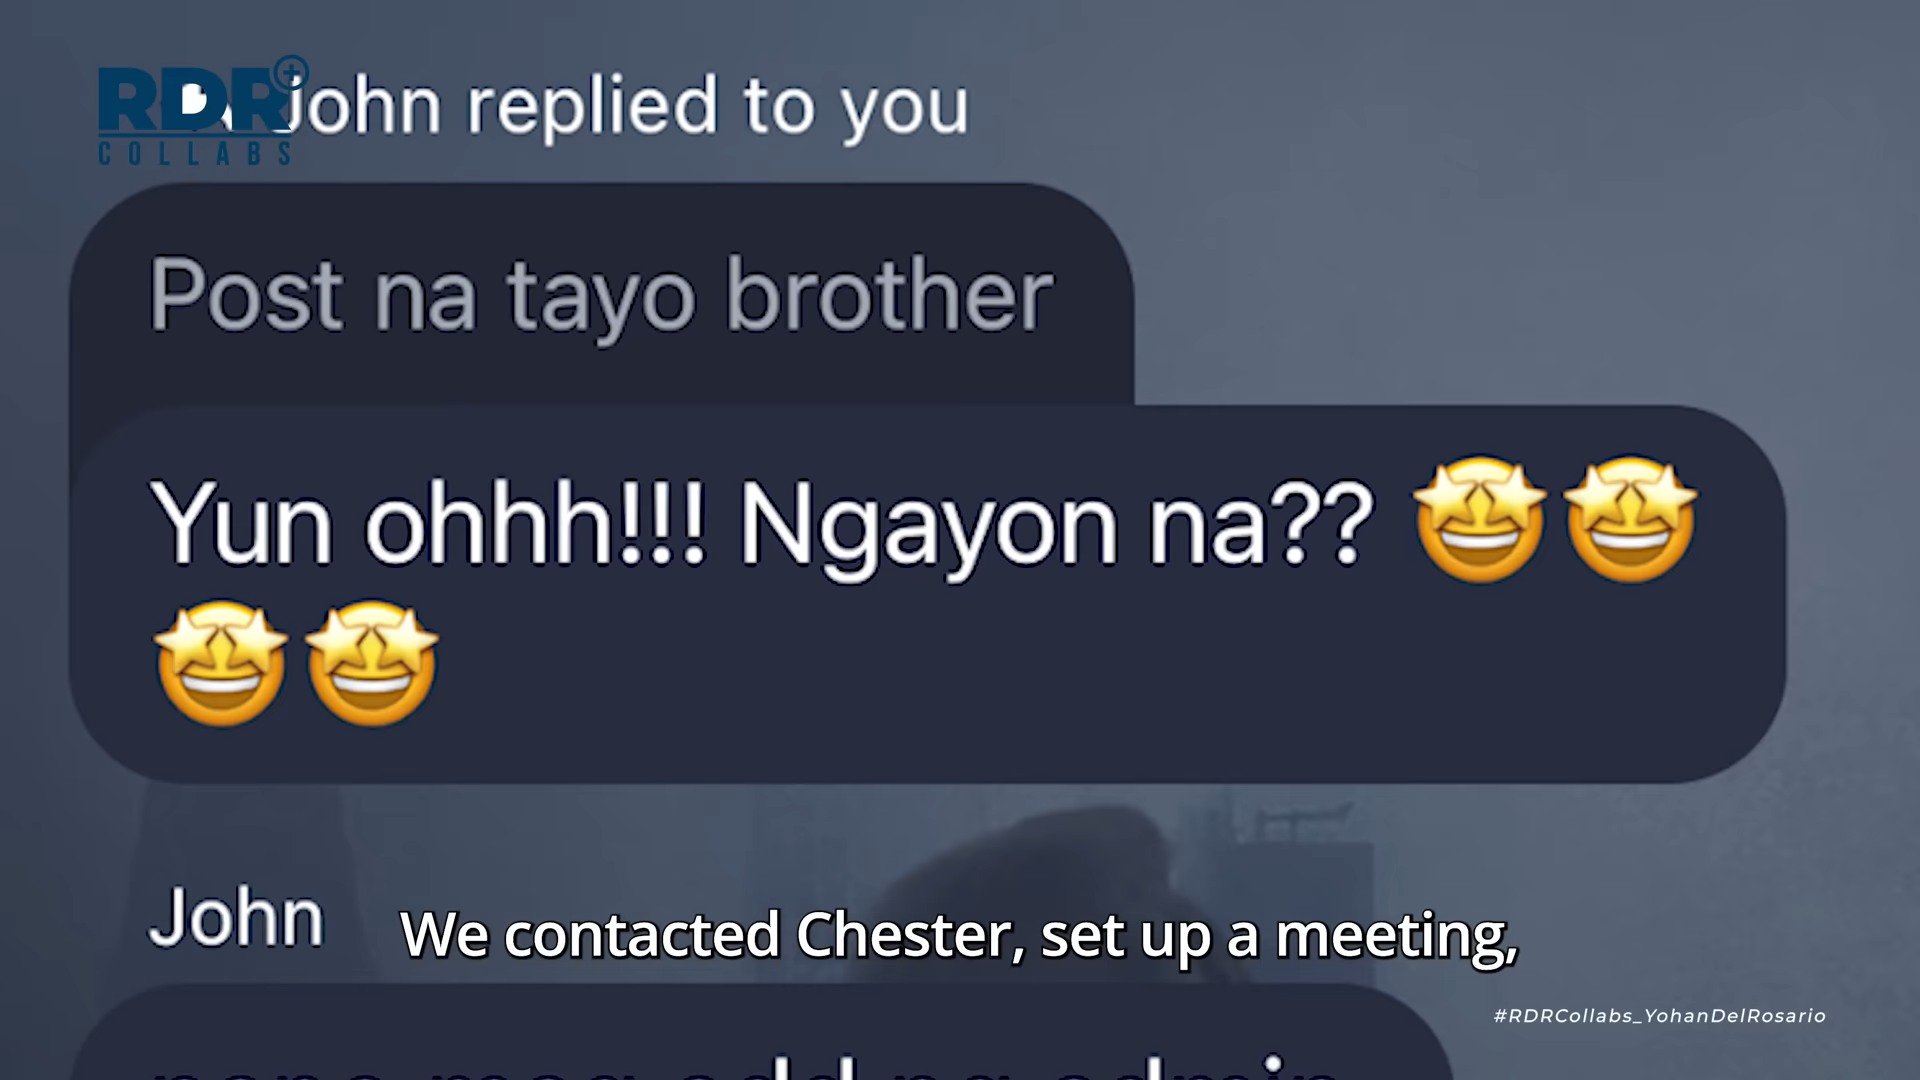 RDR+
COLLABS
John replied to you
Post na tayo brother
Yun ohhh!!! Ngayon na?? 🤩🤩
🤩🤩
John
We contacted Chester, set up a meeting,
#RDRCollabs_YohanDelRosario